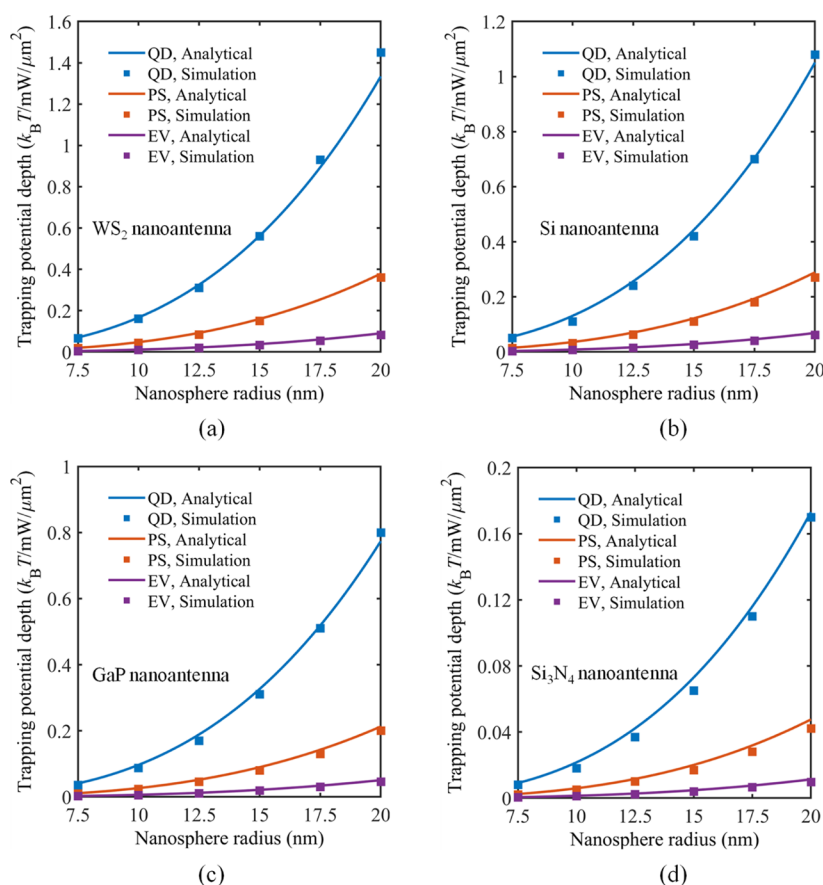 (a)
Trapping potential depth (k_BT/mW/μm²)
1.6
1.4
1.2
1
0.8
0.6
0.4
0.2
0
QD, Analytical
QD, Simulation
PS, Analytical
PS, Simulation
EV, Analytical
EV, Simulation
WS₂ nanoantenna
7.5 10 12.5 15 17.5 20
Nanosphere radius (nm)
(b)
Trapping potential depth (k_BT/mW/μm²)
1.2
1
0.8
0.6
0.4
0.2
0
QD, Analytical
QD, Simulation
PS, Analytical
PS, Simulation
EV, Analytical
EV, Simulation
Si nanoantenna
7.5 10 12.5 15 17.5 20
Nanosphere radius (nm)
Trapping potential depth (k_BT/mW/μm²)
1
0.8
0.6
0.4
0.2
0
QD, Analytical
QD, Simulation
PS, Analytical
PS, Simulation
EV, Analytical
EV, Simulation
GaP nanoantenna
7.5 10 12.5 15 17.5 20
Nanosphere radius (nm)
(c)
Trapping potential depth (k_BT/mW/μm²)
0.2
0.16
0.12
0.08
0.04
0
QD, Analytical
QD, Simulation
PS, Analytical
PS, Simulation
EV, Analytical
EV, Simulation
Si₃N₄ nanoantenna
7.5 10 12.5 15 17.5 20
Nanosphere radius (nm)
(d)